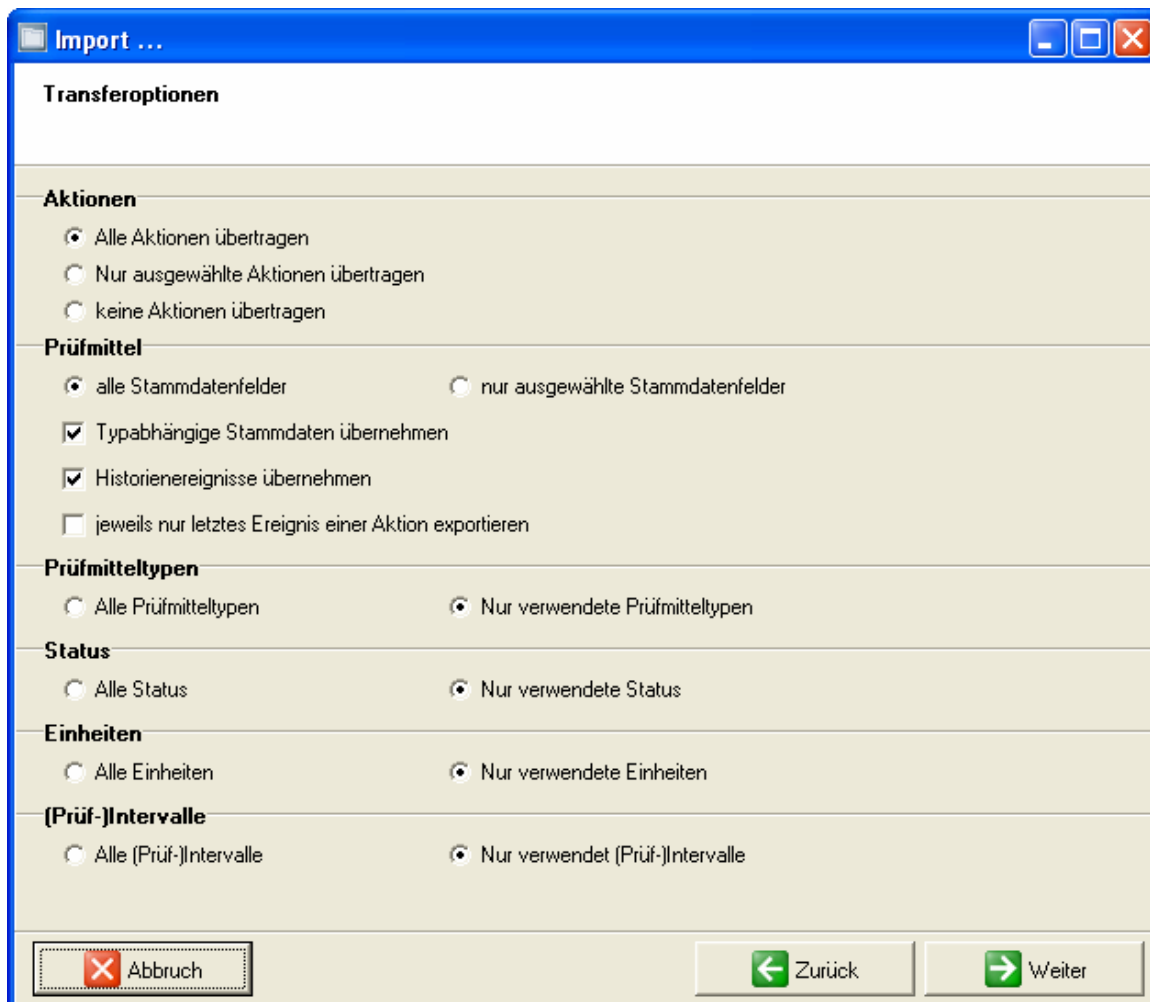 Import ...
Transferoptionen
Aktionen
Alle Aktionen übertragen
Nur ausgewählte Aktionen übertragen
keine Aktionen übertragen
Prüfmittel
alle Stammdatenfelder nur ausgewählte Stammdatenfelder
Typabhängige Stammdaten übernehmen
Historienereignisse übernehmen
jeweils nur letztes Ereignis einer Aktion exportieren
Prüfmitteltypen
Alle Prüfmitteltypen Nur verwendete Prüfmitteltypen
Status
Alle Status Nur verwendete Status
Einheiten
Alle Einheiten Nur verwendete Einheiten
(Prüf-)Intervalle
Alle (Prüf-)Intervalle Nur verwendet (Prüf-)Intervalle
Abbruch Zurück Weiter